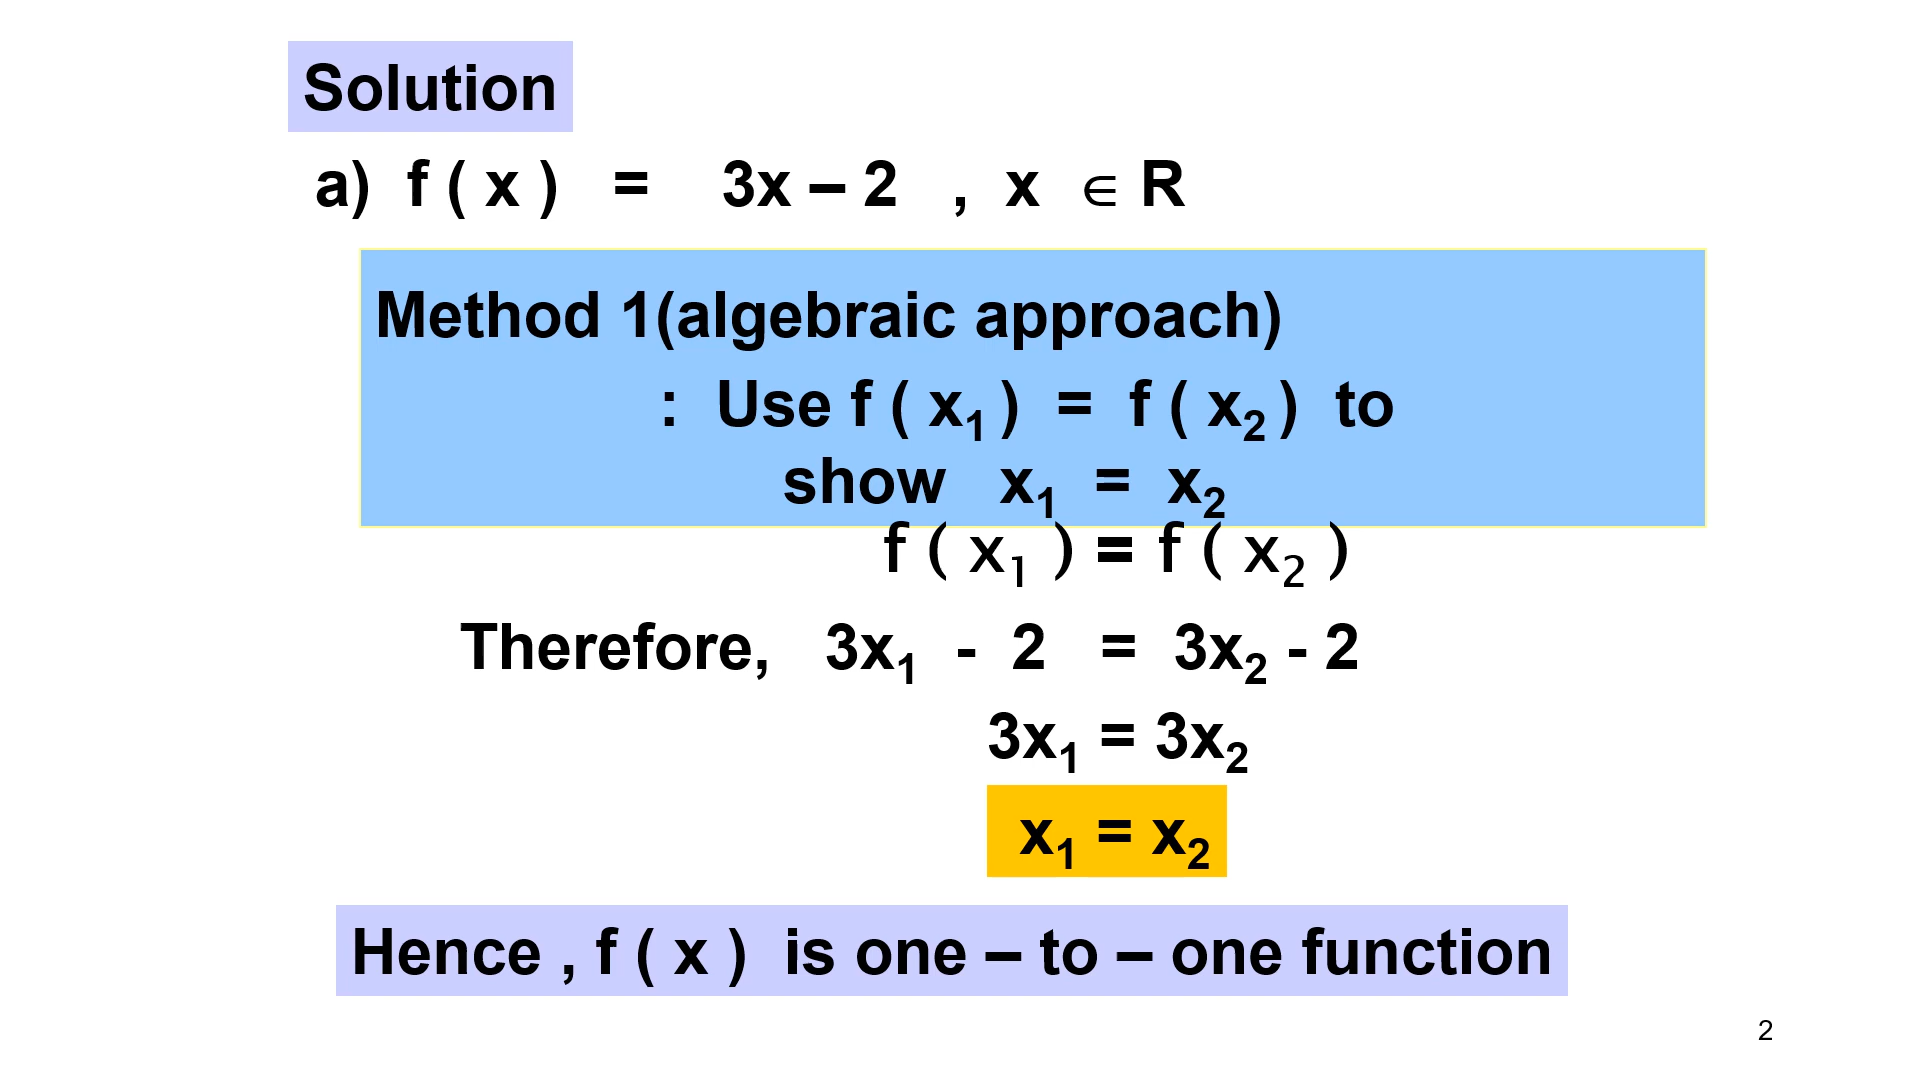 Solution
a) f ( x ) = 3x – 2 , x ∈ R
Method 1(algebraic approach)
: Use f ( x₁ ) = f ( x₂ ) to
show x₁ = x₂
f ( x₁ ) = f ( x₂ )
Therefore, 3x₁ - 2 = 3x₂ - 2
3x₁ = 3x₂
x₁ = x₂
Hence , f ( x ) is one – to – one function
2